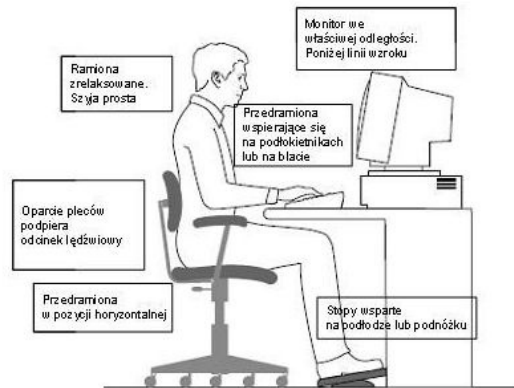 Monitor we
właściwej odległości.
Poniżej linii wzroku
Ramiona
zrelaksowane.
Szyja prosta
Przedramiona
wspierające się
na podłokietnikach
lub na blacie
Oparcie pleców
podpiera
odcinek lędźwiowy
Przedramiona
w pozycji horyzontalnej
Stopy wsparte
na podłodze lub podnóżku